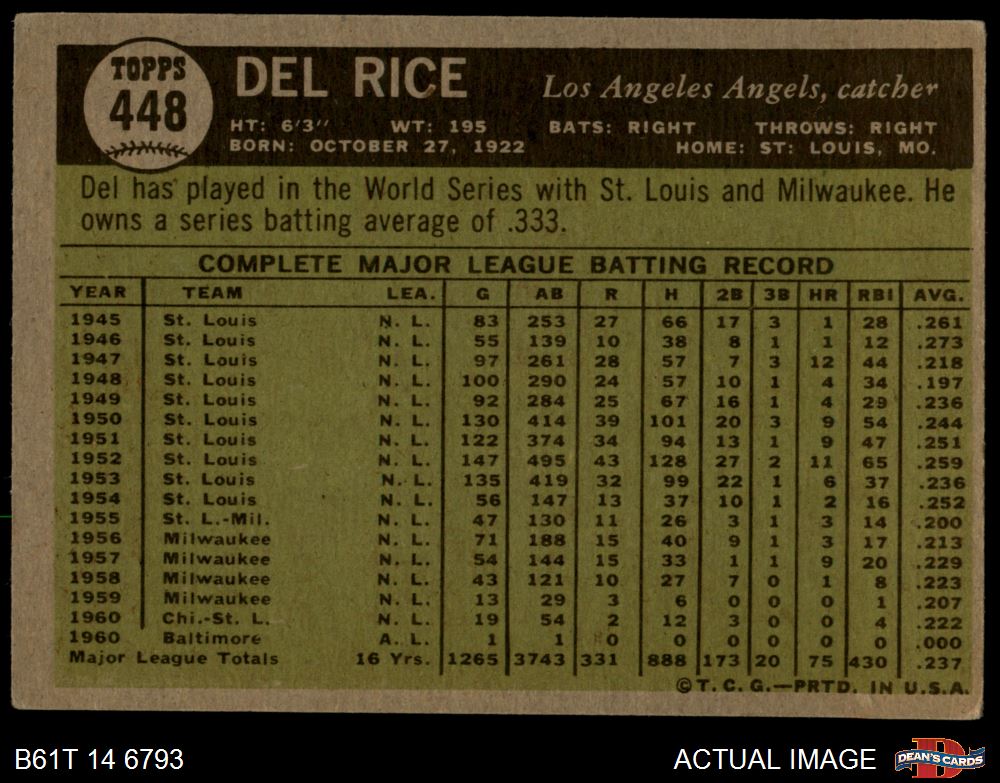 TOPPS
448
DEL RICE
Los Angeles Angels, catcher
HT: 6'3" WT: 195 BATS: RIGHT THROWS: RIGHT
BORN: OCTOBER 27, 1922 HOME: ST: LOUIS, MO.
Del has played in the World Series with St. Louis and Milwaukee. He
owns a series batting average of .333.
COMPLETE MAJOR LEAGUE BATTING RECORD
YEAR TEAM LEA. G AB R H 2B 3B HR RBI AVG.
1945 St. Louis N. L. 83 253 27 66 17 3 1 28 .261
1946 St. Louis N. L. 55 139 10 38 8 1 1 12 .273
1947 St. Louis N. L. 97 261 28 57 7 3 12 44 .218
1948 St. Louis N. L. 100 290 24 57 10 1 4 34 .197
1949 St. Louis N. L. 92 284 25 67 16 1 4 29 .236
1950 St. Louis N. L. 130 414 39 101 20 3 9 54 .244
1951 St. Louis N. L. 122 374 34 94 13 1 9 47 .251
1952 St. Louis N. L. 147 495 43 128 27 2 11 65 .259
1953 St. Louis N. L. 135 419 32 99 22 1 6 37 .236
1954 St. Louis N. L. 56 147 13 37 10 1 2 16 .252
1955 St. L.-Mil. N. L. 47 130 11 26 3 1 3 14 .200
1956 Milwaukee N. L. 71 188 15 40 9 1 3 17 .213
1957 Milwaukee N. L. 54 144 15 33 1 1 9 20 .229
1958 Milwaukee N. L. 43 121 10 27 7 0 1 8 .223
1959 Milwaukee N. L. 13 29 3 6 0 0 0 1 .207
1960 Chi.-St. L. N. L. 19 54 2 12 3 0 0 4 .222
1960 Baltimore A. L. 1 1 0 0 0 0 0 0 .000
Major League Totals 16 Yrs. 1265 3743 331 888 173 20 75 430 .237
© T. C. G.—PRTD. IN U.S.A.
B61T 14 6793
ACTUAL IMAGE
DEAN'S CARDS